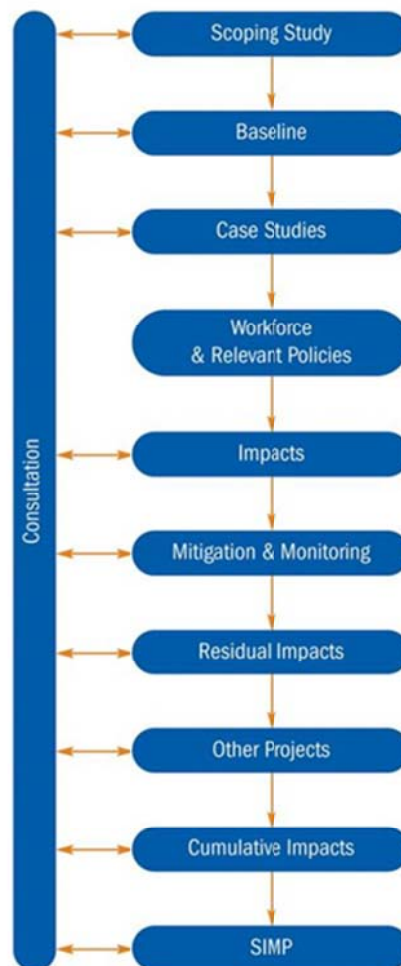 Scoping Study
Baseline
Case Studies
Workforce
& Relevant Policies
Consultation
Impacts
Mitigation & Monitoring
Residual Impacts
Other Projects
Cumulative Impacts
SIMP